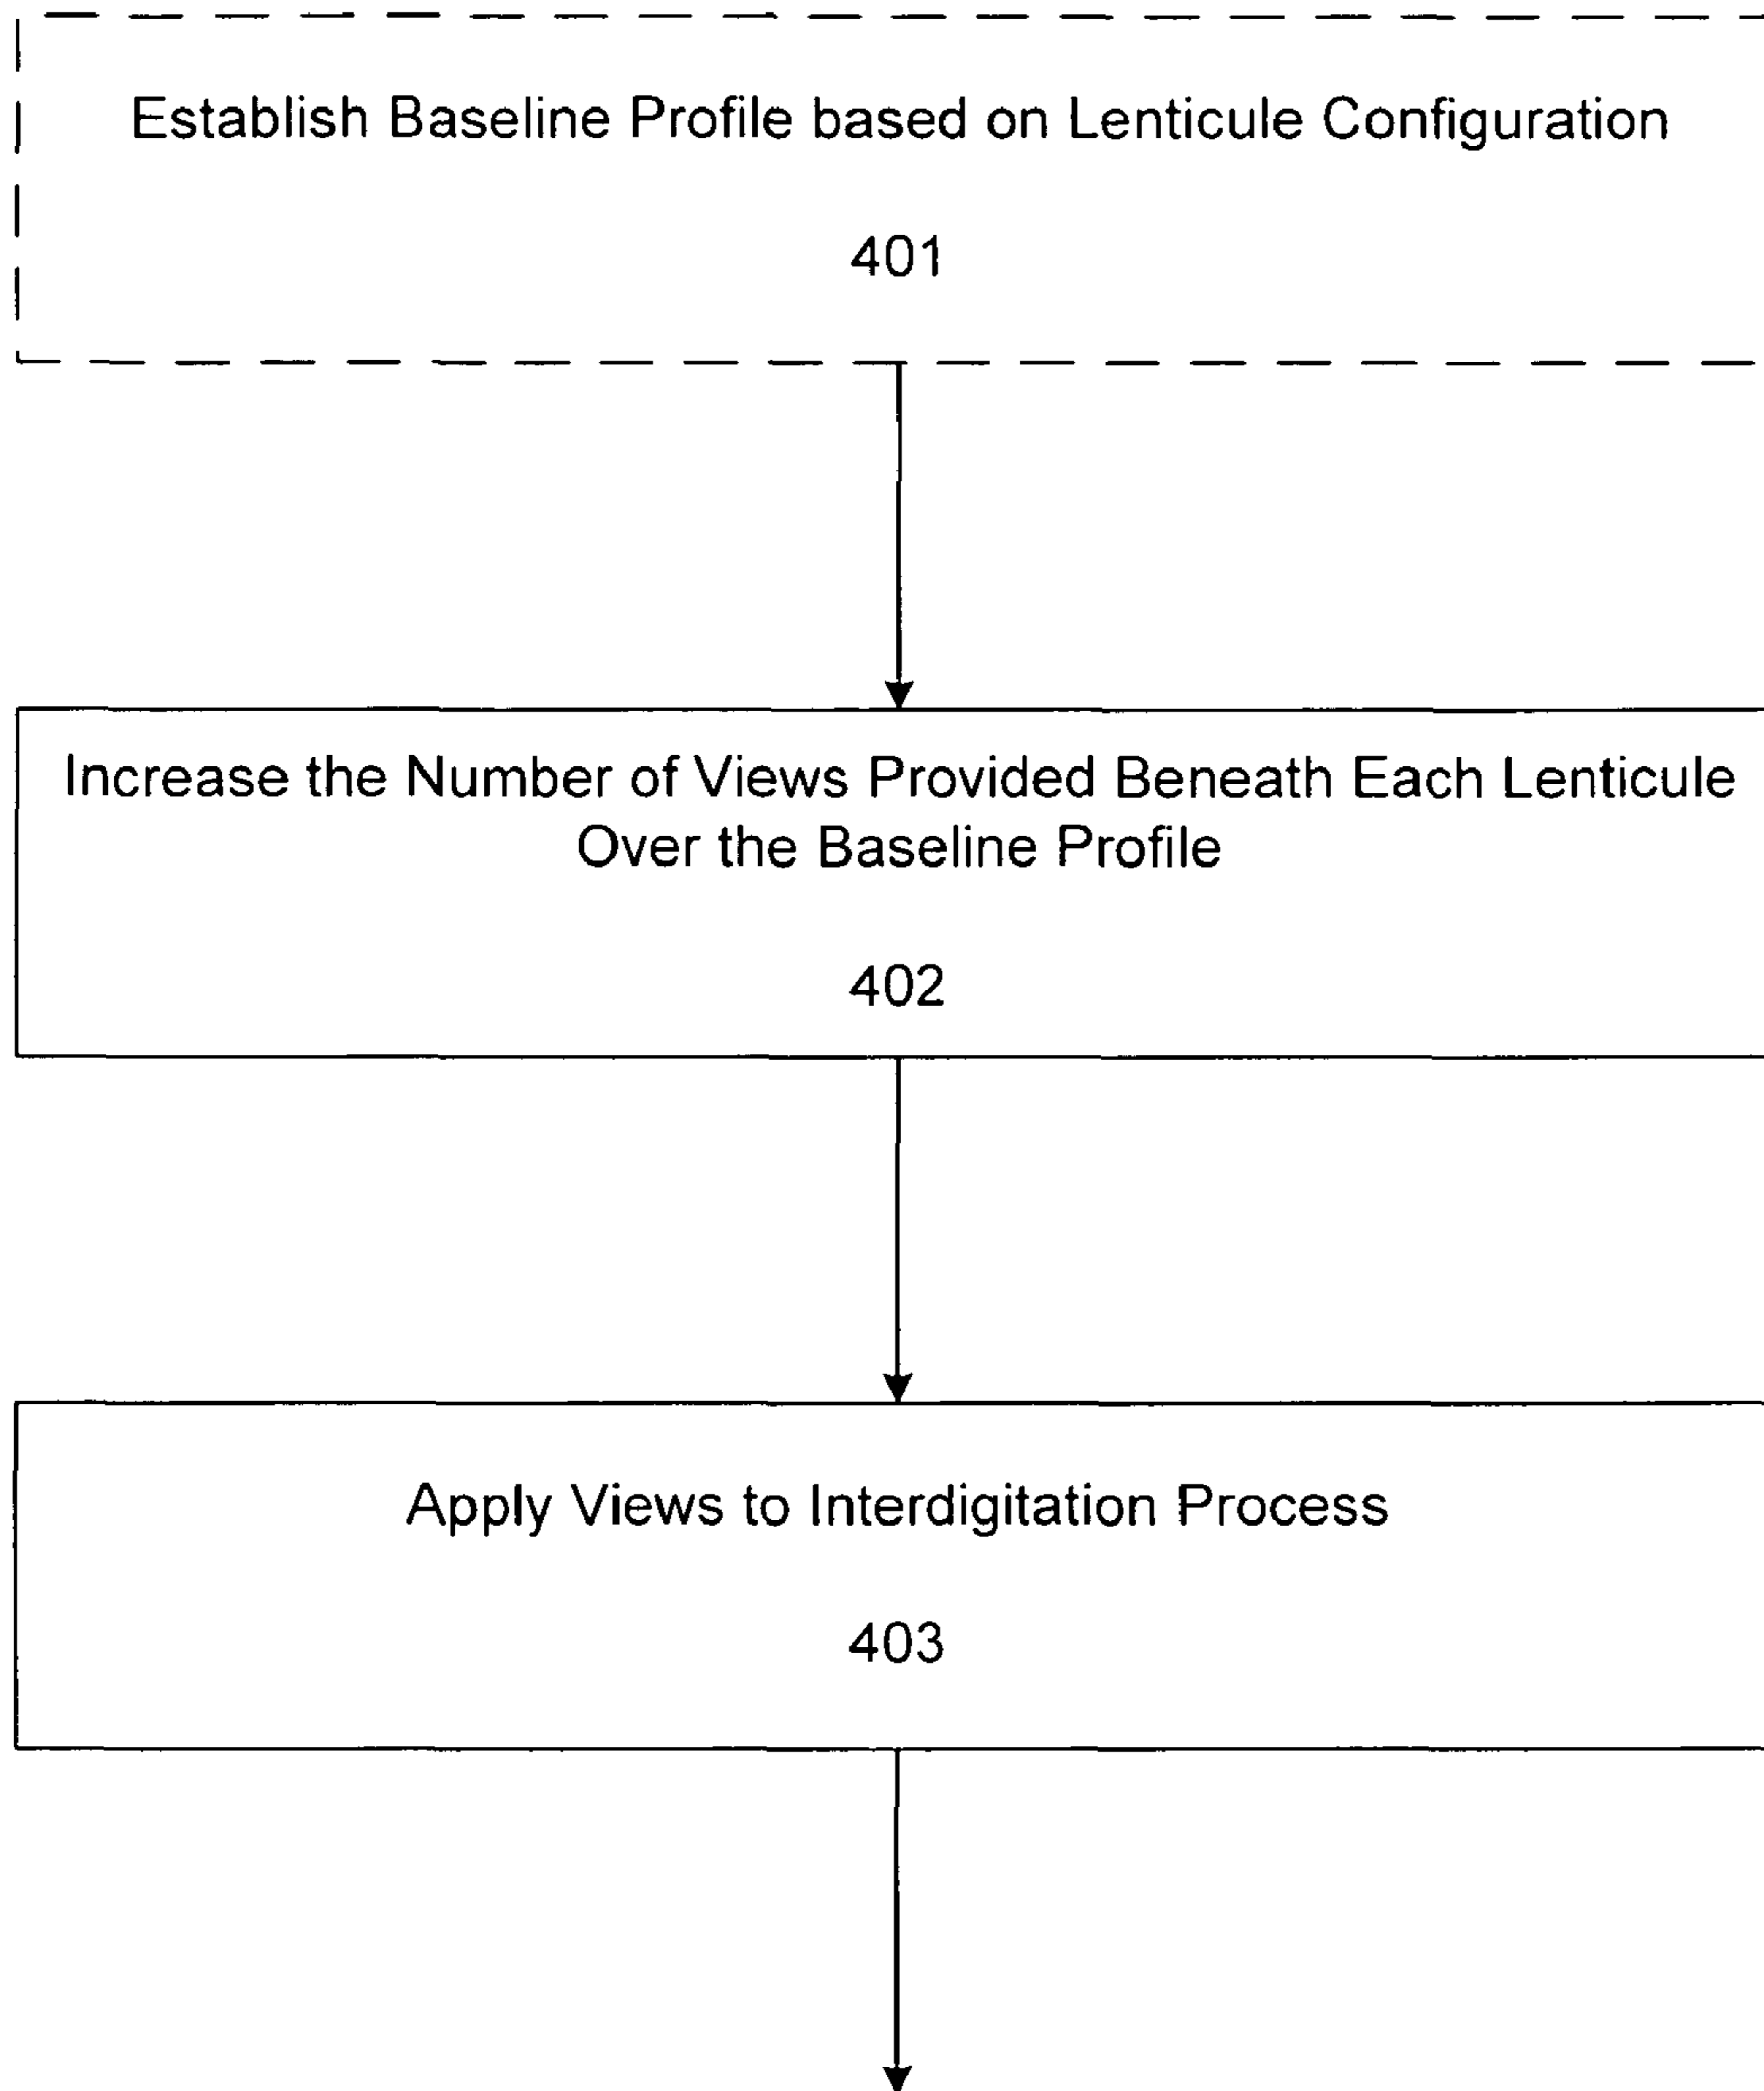 Establish Baseline Profile based on Lenticule Configuration
401
Increase the Number of Views Provided Beneath Each Lenticule
Over the Baseline Profile
402
Apply Views to Interdigitation Process
403